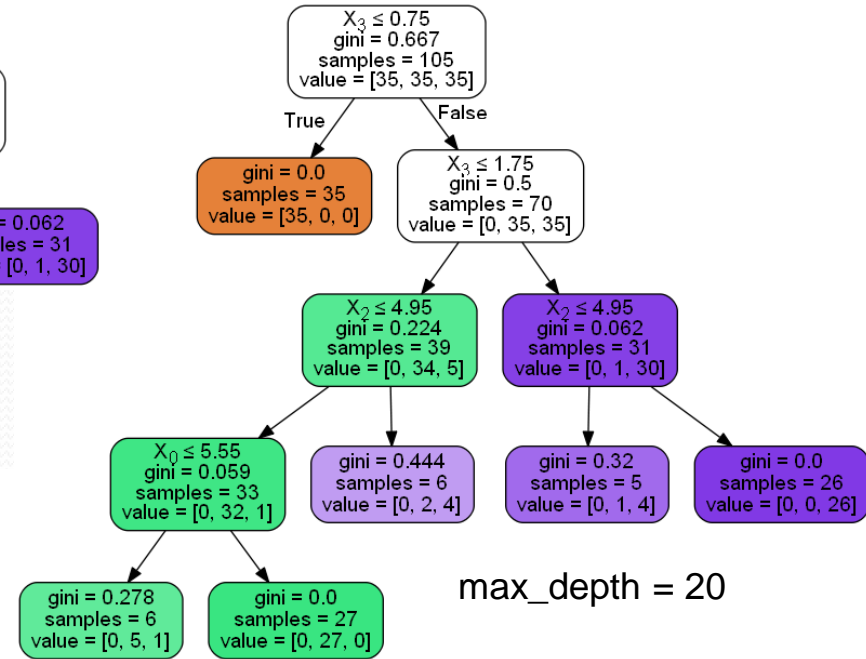 X₃ ≤ 0.75
gini = 0.667
samples = 105
value = [35, 35, 35]
True
False
gini = 0.0
samples = 35
value = [35, 0, 0]
X₃ ≤ 1.75
gini = 0.5
samples = 70
value = [0, 35, 35]
= 0.062
les = 31
= [0, 1, 30]
X₂ ≤ 4.95
gini = 0.224
samples = 39
value = [0, 34, 5]
X₂ ≤ 4.95
gini = 0.062
samples = 31
value = [0, 1, 30]
X₀ ≤ 5.55
gini = 0.059
samples = 33
value = [0, 32, 1]
gini = 0.444
samples = 6
value = [0, 2, 4]
gini = 0.32
samples = 5
value = [0, 1, 4]
gini = 0.0
samples = 26
value = [0, 0, 26]
gini = 0.278
samples = 6
value = [0, 5, 1]
gini = 0.0
samples = 27
value = [0, 27, 0]
max_depth = 20